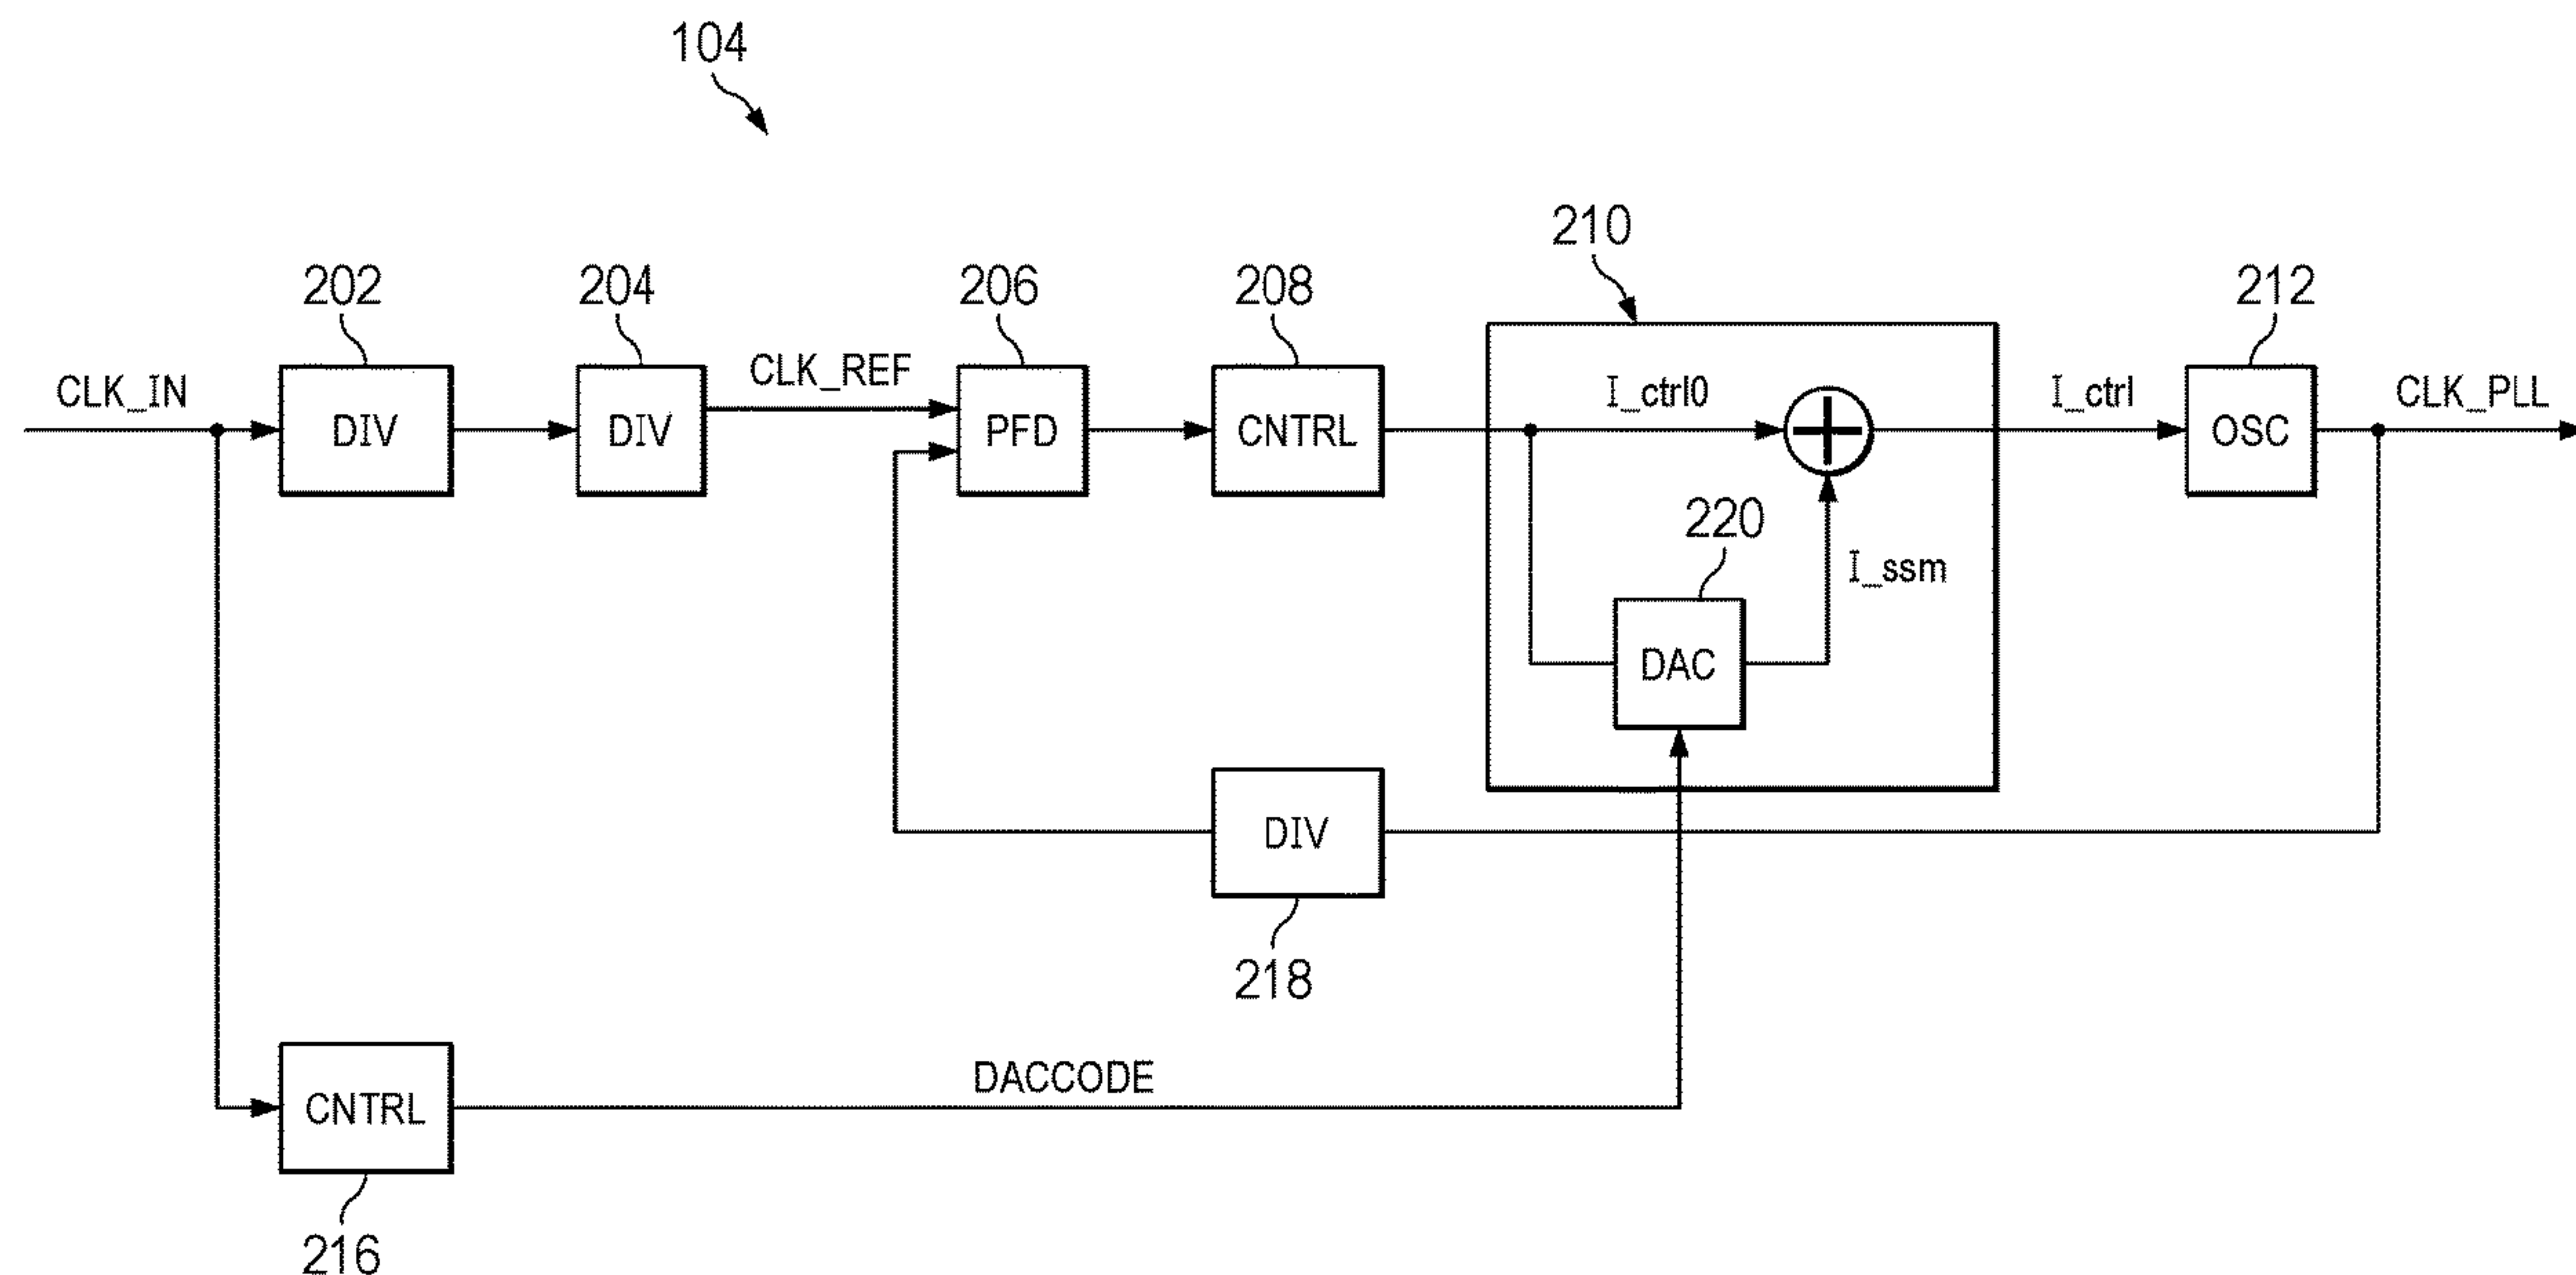 104
210
202
204
206
208
212
CLK_IN
DIV
DIV
CLK_REF
PFD
CNTRL
I_ctrl0
I_ctrl
OSC
CLK_PLL
220
I_ssm
DAC
DIV
218
CNTRL
DACCODE
216